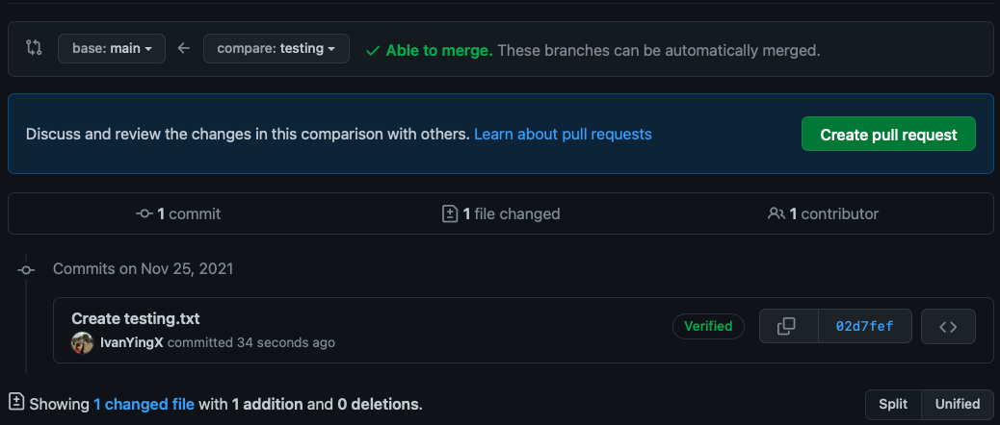 base: main compare: testing Able to merge. These branches can be automatically merged.
Discuss and review the changes in this comparison with others. Learn about pull requests Create pull request
1 commit 1 file changed 1 contributor
Commits on Nov 25, 2021
Create testing.txt
IvanYingX committed 34 seconds ago Verified 02d7fef
Showing 1 changed file with 1 addition and 0 deletions. Split Unified